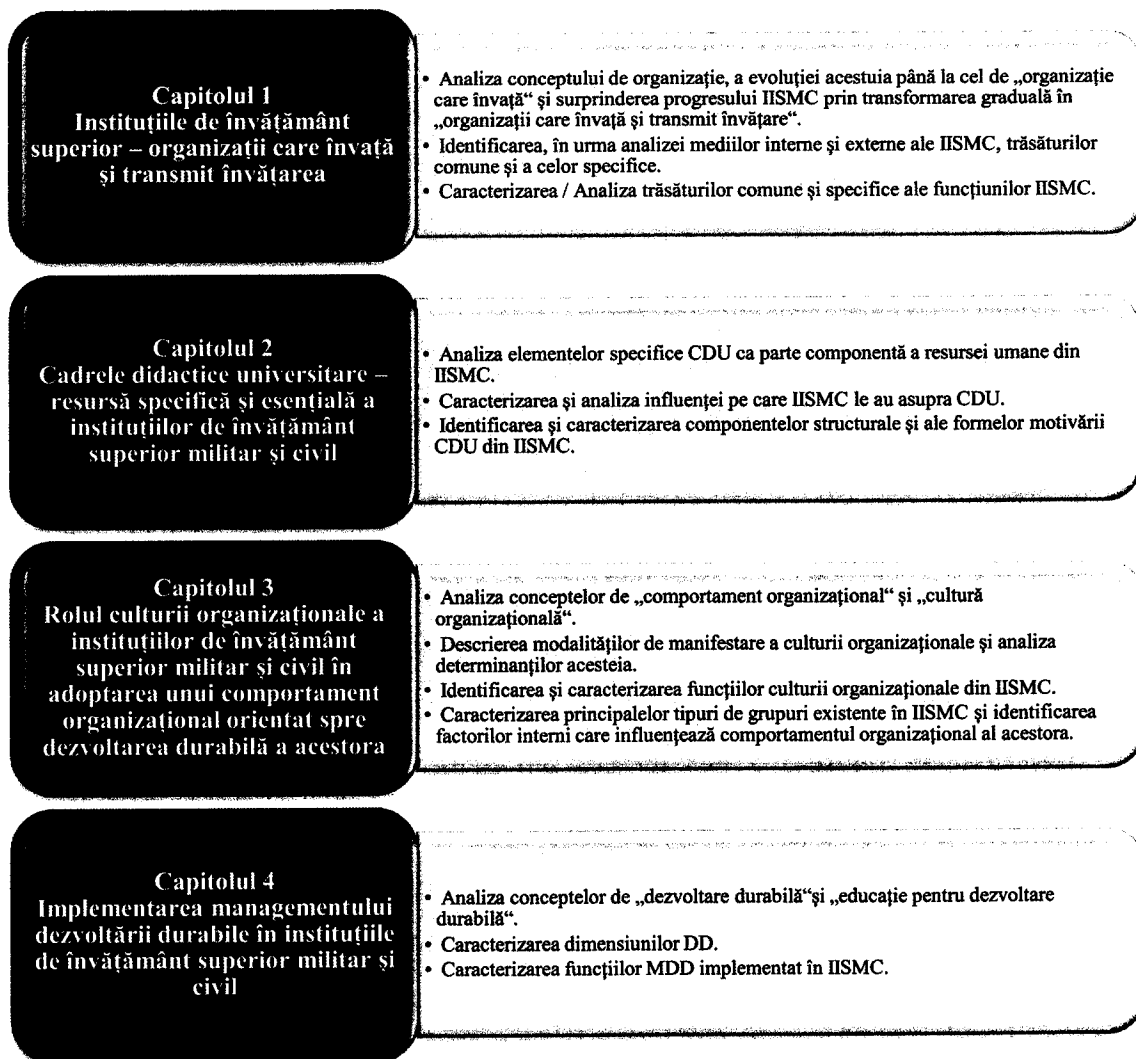 Capitolul 1
Instituțiile de învățământ
superior – organizații care învață
și transmit învățarea
• Analiza conceptului de organizație, a evoluției acestuia până la cel de „organizație
care învață“ și surprinderea progresului IISMC prin transformarea graduală în
„organizații care învață și transmit învățare“.
• Identificarea, în urma analizei mediilor interne și externe ale IISMC, trăsăturilor
comune și a celor specifice.
• Caracterizarea / Analiza trăsăturilor comune și specifice ale funcțiunilor IISMC.
Capitolul 2
Cadrele didactice universitare –
resursă specifică și esențială a
instituțiilor de învățământ
superior militar și civil
• Analiza elementelor specifice CDU ca parte componentă a resursei umane din
IISMC.
• Caracterizarea și analiza influenței pe care IISMC le au asupra CDU.
• Identificarea și caracterizarea componentelor structurale și ale formelor motivării
CDU din IISMC.
Capitolul 3
Rolul culturii organizaționale a
instituțiilor de învățământ
superior militar și civil în
adoptarea unui comportament
organizațional orientat spre
dezvoltarea durabilă a acestora
• Analiza conceptelor de „comportament organizațional“ și „cultură
organizațională“.
• Descrierea modalităților de manifestare a culturii organizaționale și analiza
determinanților acesteia.
• Identificarea și caracterizarea funcțiilor culturii organizaționale din IISMC.
• Caracterizarea principalelor tipuri de grupuri existente în IISMC și identificarea
factorilor interni care influențează comportamentul organizațional al acestora.
Capitolul 4
Implementarea managementului
dezvoltării durabile în instituțiile
de învățământ superior militar și
civil
• Analiza conceptelor de „dezvoltare durabilă“și „educație pentru dezvoltare
durabilă“.
• Caracterizarea dimensiunilor DD.
• Caracterizarea funcțiilor MDD implementat în IISMC.